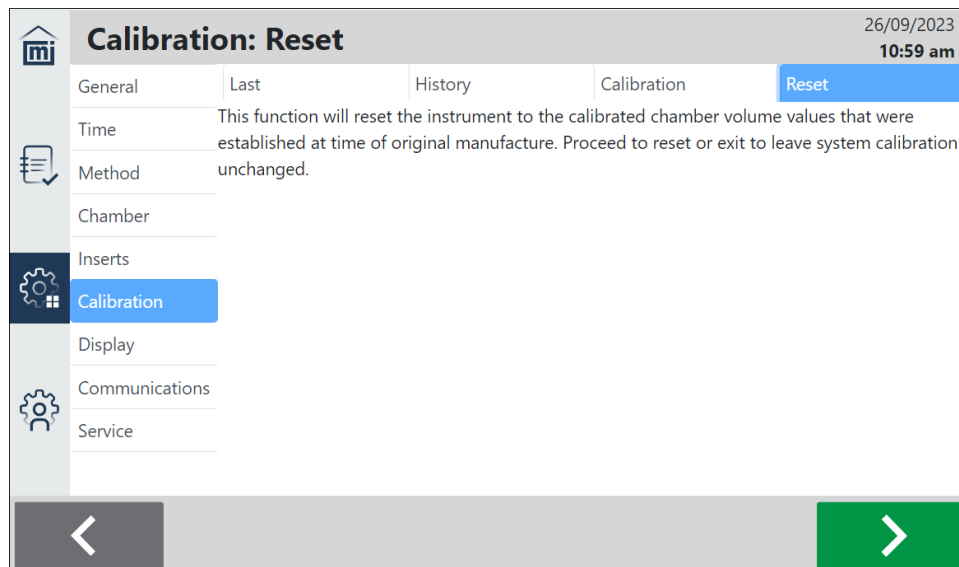 mi
Calibration: Reset
26/09/2023
10:59 am
General
Time
Method
Chamber
Inserts
Calibration
Display
Communications
Service
Last
History
Calibration
Reset
This function will reset the instrument to the calibrated chamber volume values that were
established at time of original manufacture. Proceed to reset or exit to leave system calibration
unchanged.